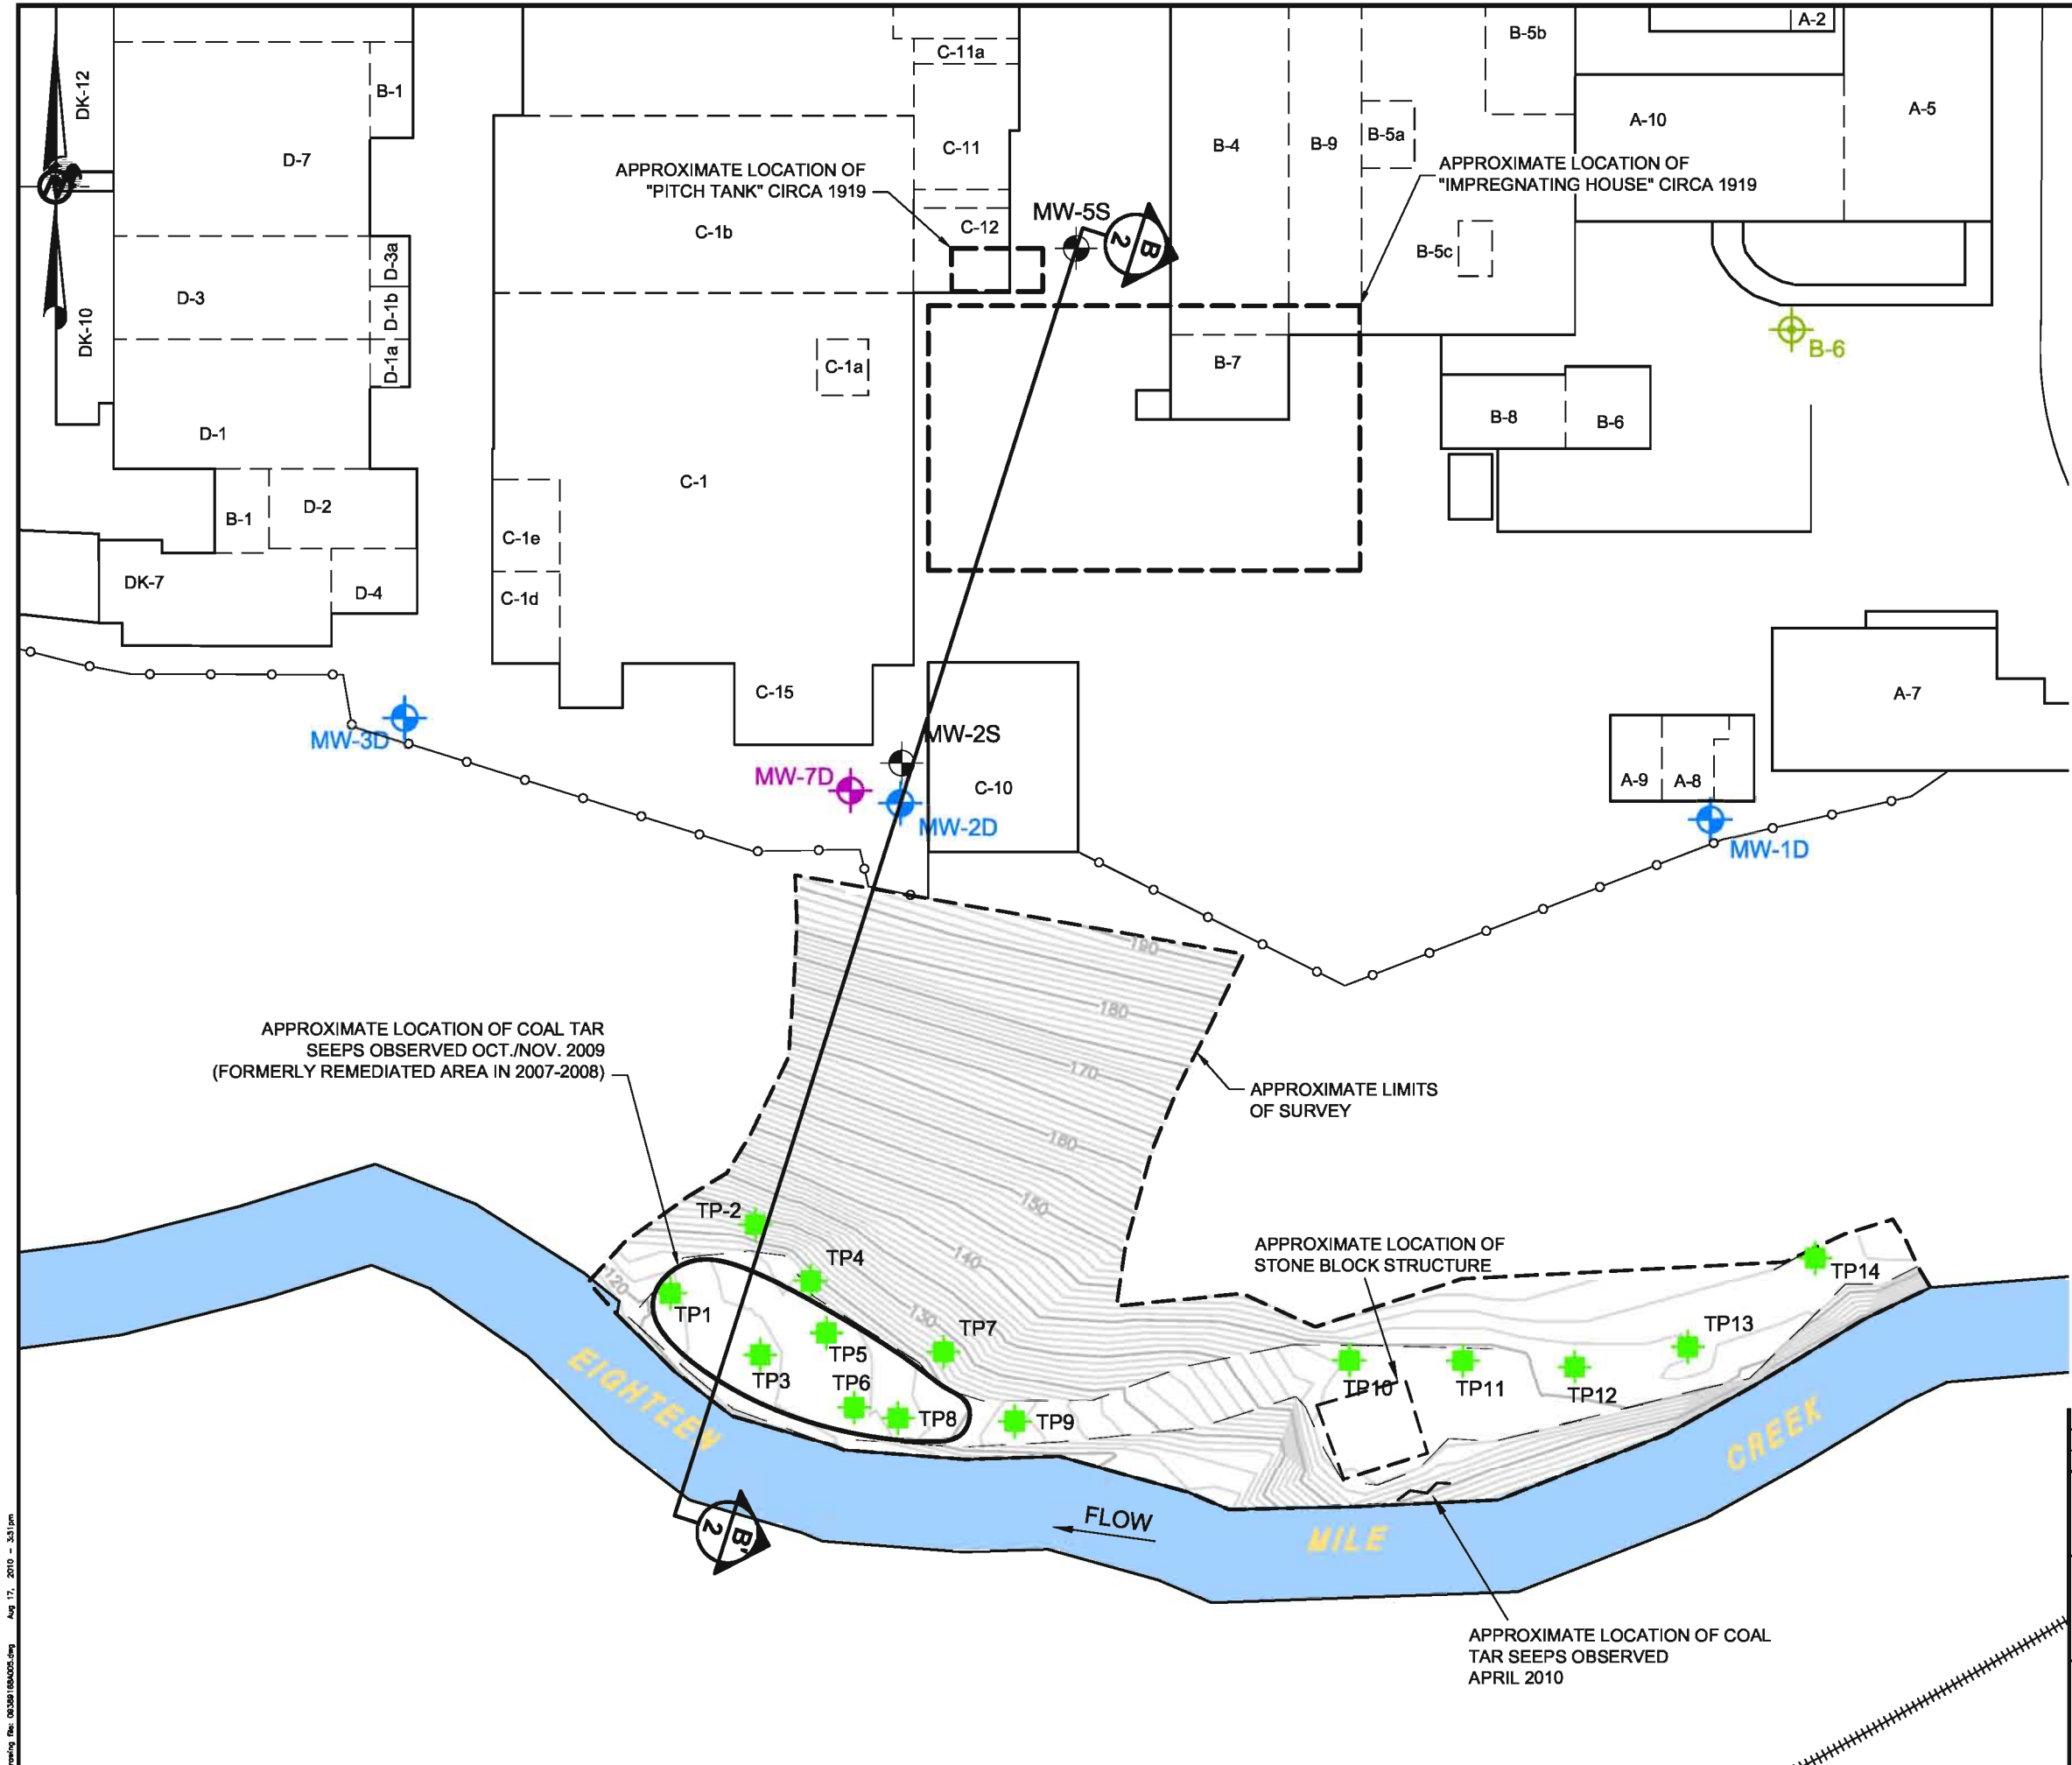 A-2
B-5b
C-11a
DK-12
B-1
A-10
A-5
D-7
C-11
B-4
B-9
B-5a
APPROXIMATE LOCATION OF
"PITCH TANK" CIRCA 1919
APPROXIMATE LOCATION OF
"IMPREGNATING HOUSE" CIRCA 1919
MW-5S
B
2
C-12
C-1b
B-5c
D-3a
D-3
D-1b
DK-10
D-1a
C-1a
B-7
B-6
B-8
B-6
D-1
C-1
D-2
B-1
C-1e
DK-7
D-4
C-1d
C-15
A-7
MW-3D
MW-2S
MW-7D
C-10
A-9
A-8
MW-2D
MW-1D
190
180
170
160
150
140
130
120
APPROXIMATE LOCATION OF COAL TAR
SEEPS OBSERVED OCT./NOV. 2009
(FORMERLY REMEDIATED AREA IN 2007-2008)
APPROXIMATE LIMITS
OF SURVEY
TP-2
TP4
APPROXIMATE LOCATION OF
STONE BLOCK STRUCTURE
TP14
TP1
TP7
TP13
TP5
TP3
TP6
TP10
TP11
TP12
TP8
TP9
EIGHTEEN
MILE
CREEK
FLOW
B'
2
APPROXIMATE LOCATION OF COAL
TAR SEEPS OBSERVED
APRIL 2010
Aug 17, 2010 - 3:31pm